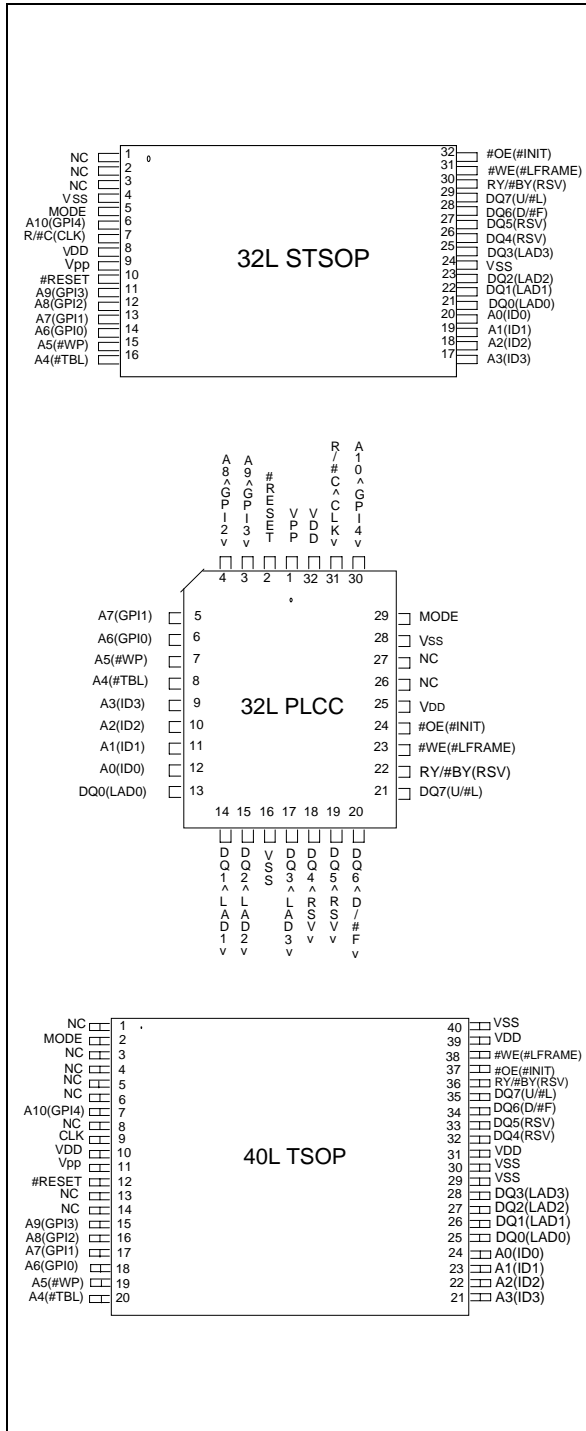 32L STSOP
NC 1
NC 2
NC 3
VSS 4
MODE 5
A10(GPI4) 6
R/#C(CLK) 7
VDD 8
Vpp 9
#RESET 10
A9(GPI3) 11
A8(GPI2) 12
A7(GPI1) 13
A6(GPI0) 14
A5(#WP) 15
A4(#TBL) 16
32 #OE(#INIT)
31 #WE(#LFRAME)
30 RY/#BY(RSV)
29 DQ7(U/#L)
28 DQ6(D/#F)
27 DQ5(RSV)
26 DQ4(RSV)
25 DQ3(LAD3)
24 VSS
23 DQ2(LAD2)
22 DQ1(LAD1)
21 DQ0(LAD0)
20 A0(ID0)
19 A1(ID1)
18 A2(ID2)
17 A3(ID3)
A8^GPI2v
A9^GPI3v
#RESET
VPP
VDD
R/#C^CLKv
A10^GPI4v
4 3 2 1 32 31 30
32L PLCC
A7(GPI1) 5
A6(GPI0) 6
A5(#WP) 7
A4(#TBL) 8
A3(ID3) 9
A2(ID2) 10
A1(ID1) 11
A0(ID0) 12
DQ0(LAD0) 13
29 MODE
28 VSS
27 NC
26 NC
25 VDD
24 #OE(#INIT)
23 #WE(#LFRAME)
22 RY/#BY(RSV)
21 DQ7(U/#L)
14 15 16 17 18 19 20
DQ1^LAD1v
DQ2^LAD2v
VSS
DQ3^LAD3v
DQ4^RSVv
DQ5^RSVv
DQ6^D/#Fv
40L TSOP
NC 1
MODE 2
NC 3
NC 4
NC 5
NC 6
A10(GPI4) 7
NC 8
CLK 9
VDD 10
Vpp 11
#RESET 12
NC 13
NC 14
A9(GPI3) 15
A8(GPI2) 16
A7(GPI1) 17
A6(GPI0) 18
A5(#WP) 19
A4(#TBL) 20
40 VSS
39 VDD
38 #WE(#LFRAME)
37 #OE(#INIT)
36 RY/#BY(RSV)
35 DQ7(U/#L)
34 DQ6(D/#F)
33 DQ5(RSV)
32 DQ4(RSV)
31 VDD
30 VSS
29 VSS
28 DQ3(LAD3)
27 DQ2(LAD2)
26 DQ1(LAD1)
25 DQ0(LAD0)
24 A0(ID0)
23 A1(ID1)
22 A2(ID2)
21 A3(ID3)